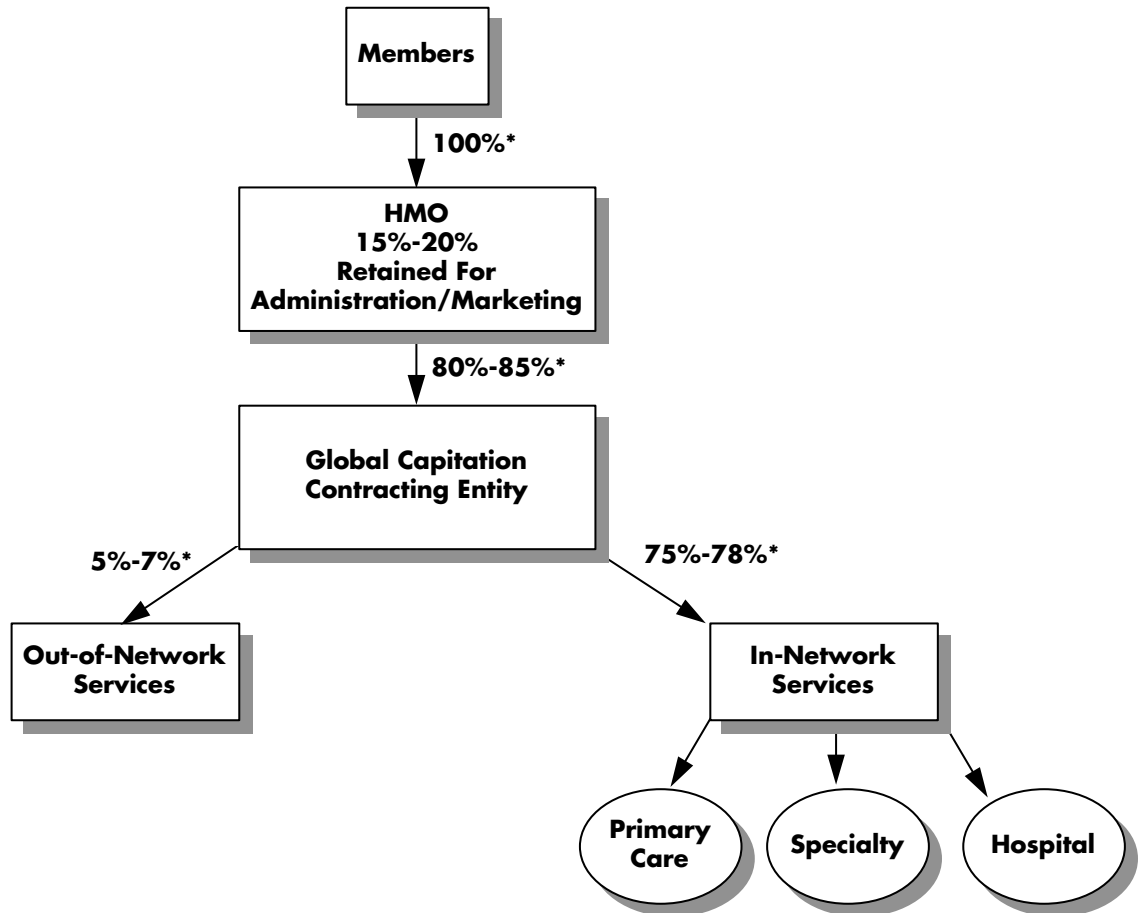 Members
100%*
HMO
15%-20%
Retained For
Administration/Marketing
80%-85%*
Global Capitation
Contracting Entity
5%-7%*
75%-78%*
Out-of-Network
Services
In-Network
Services
Primary
Care
Specialty
Hospital